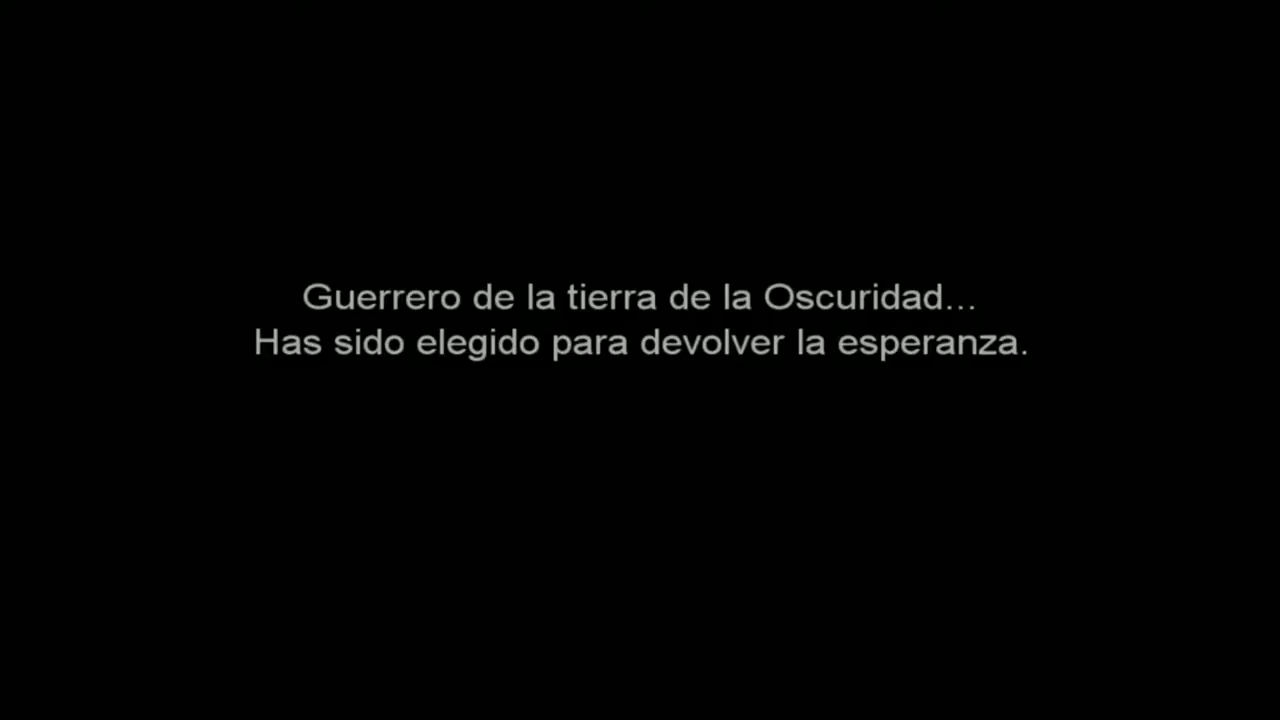 Guerrero de la tierra de la Oscuridad...
Has sido elegido para devolver la esperanza.